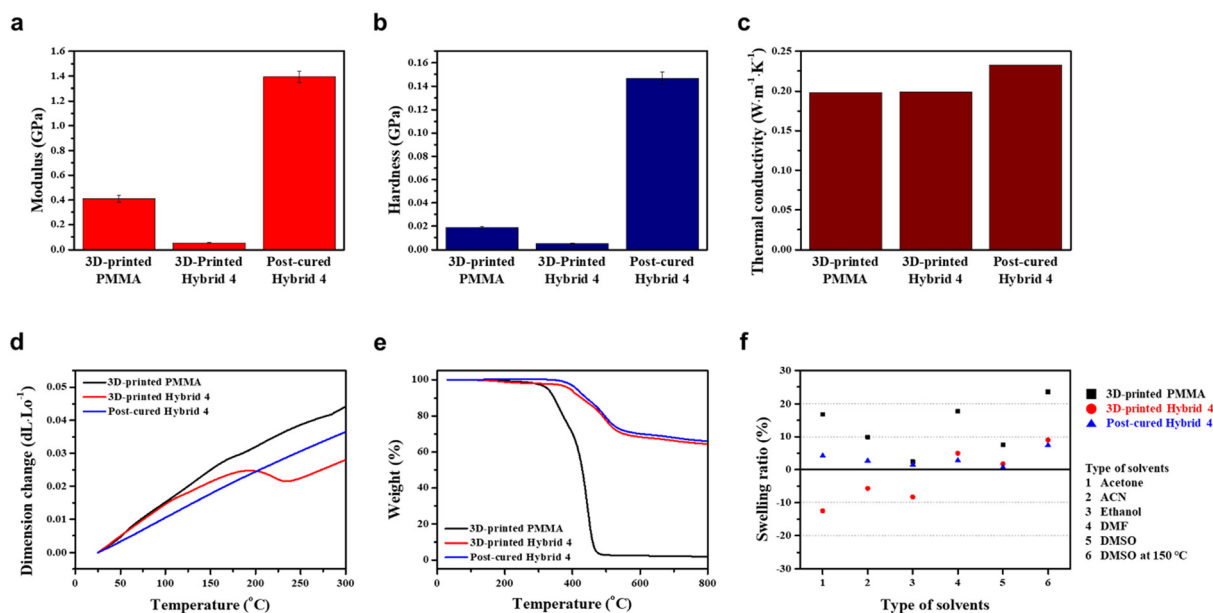 a
Modulus (GPa)
1.6
1.4
1.2
1.0
0.8
0.6
0.4
0.2
0.0
3D-printed
PMMA
3D-Printed
Hybrid 4
Post-cured
Hybrid 4
b
Hardness (GPa)
0.16
0.14
0.12
0.10
0.08
0.06
0.04
0.02
0.00
3D-printed
PMMA
3D-Printed
Hybrid 4
Post-cured
Hybrid 4
c
Thermal conductivity (W·m⁻¹·K⁻¹)
0.25
0.20
0.15
0.10
0.05
0.00
3D-printed
PMMA
3D-printed
Hybrid 4
Post-cured
Hybrid 4
d
Dimension change (dL·Lo⁻¹)
0.05
0.04
0.03
0.02
0.01
0.00
3D-printed PMMA
3D-printed Hybrid 4
Post-cured Hybrid 4
0 50 100 150 200 250 300
Temperature (°C)
e
Weight (%)
100
75
50
25
0
3D-printed PMMA
3D-printed Hybrid 4
Post-cured Hybrid 4
0 200 400 600 800
Temperature (°C)
f
Swelling ratio (%)
30
20
10
0
-10
-20
-30
1 2 3 4 5 6
Type of solvents
3D-printed PMMA
3D-printed Hybrid 4
Post-cured Hybrid 4
Type of solvents
1 Acetone
2 ACN
3 Ethanol
4 DMF
5 DMSO
6 DMSO at 150 °C